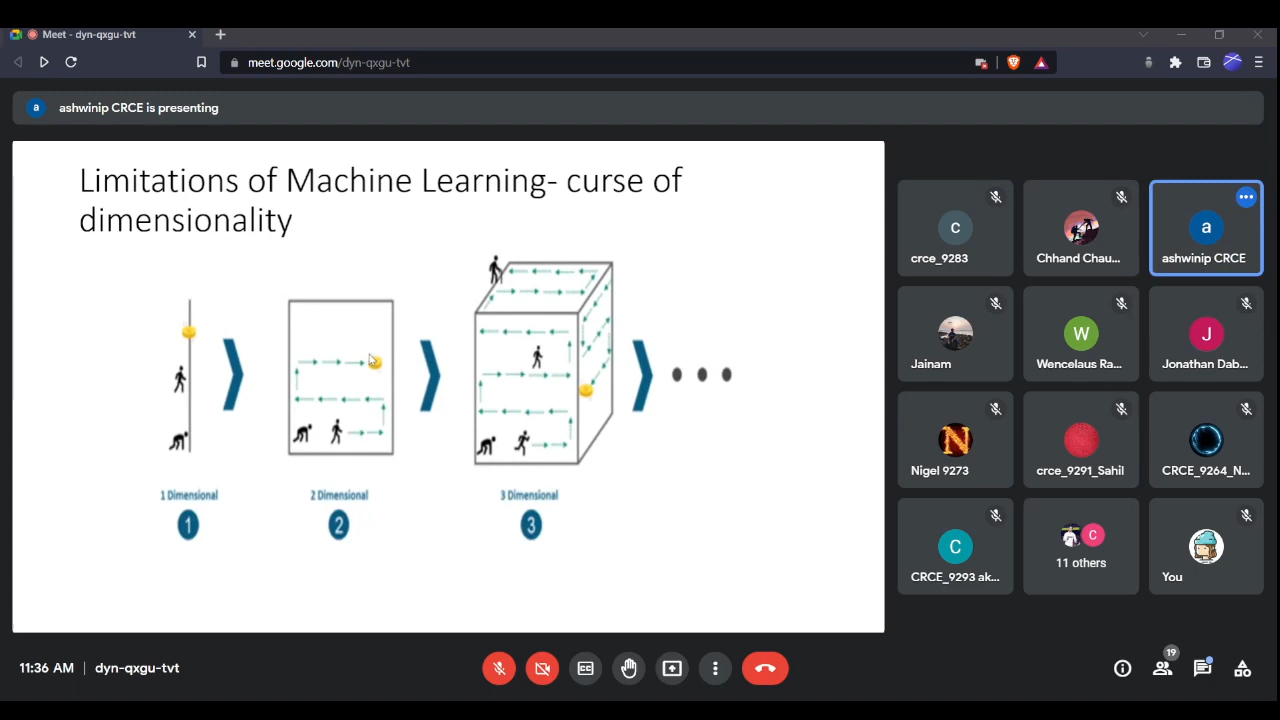 Meet - dyn-qxgu-tvt
meet.google.com/dyn-qxgu-tvt
a
ashwinip CRCE is presenting
Limitations of Machine Learning- curse of
dimensionality
1 Dimensional
2 Dimensional
3 Dimensional
1
2
3
c
crce_9283
Chhand Chau...
a
ashwinip CRCE
Jainam
W
Wencelaus Ra...
J
Jonathan Dab...
N
Nigel 9273
crce_9291_Sahil
CRCE_9264_N...
C
CRCE_9293 ak...
C
11 others
You
11:36 AM
dyn-qxgu-tvt
19